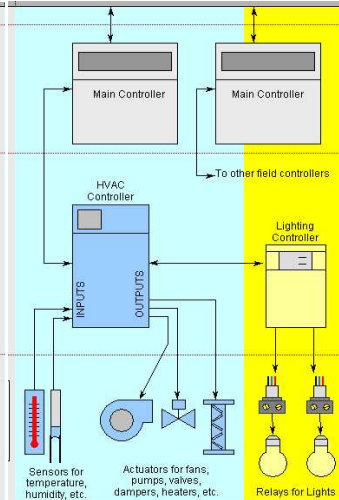 Main Controller
Main Controller
To other field controllers
HVAC
Controller
Lighting
Controller
INPUTS
OUTPUTS
Sensors for
temperature,
humidity, etc.
Actuators for fans,
pumps, valves,
dampers, heaters, etc.
Relays for Lights